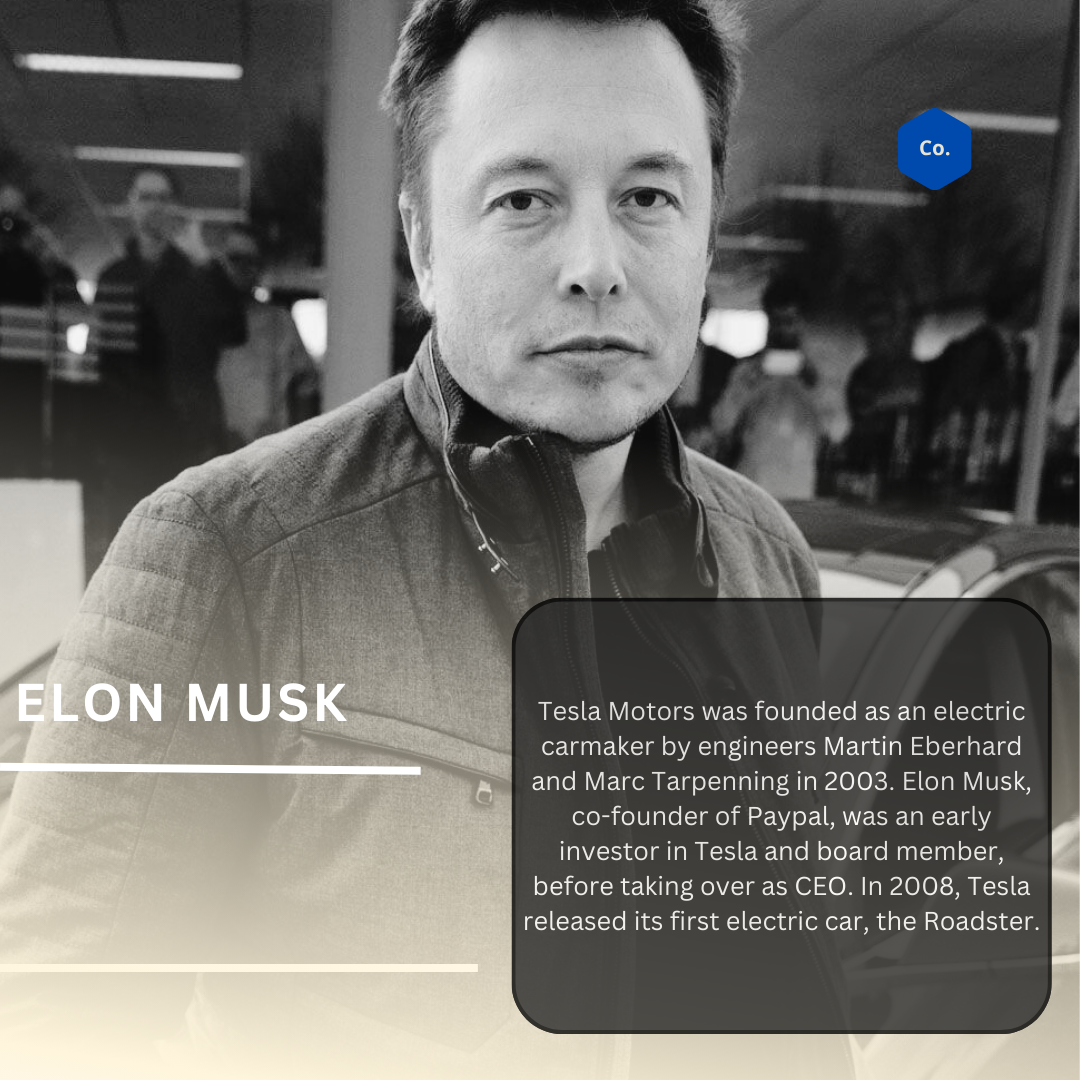 Co.
ELON MUSK
Tesla Motors was founded as an electric
carmaker by engineers Martin Eberhard
and Marc Tarpenning in 2003. Elon Musk,
co-founder of Paypal, was an early
investor in Tesla and board member,
before taking over as CEO. In 2008, Tesla
released its first electric car, the Roadster.